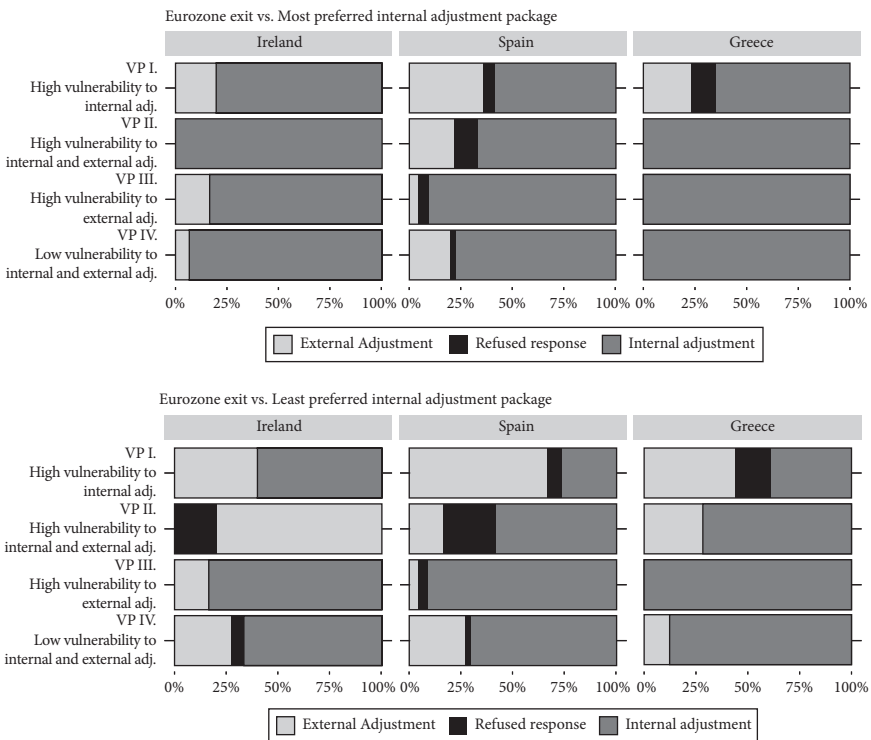 Eurozone exit vs. Most preferred internal adjustment package
Ireland Spain Greece
VP I.
High vulnerability to
internal adj.
VP II.
High vulnerability to
internal and external adj.
VP III.
High vulnerability to
external adj.
VP IV.
Low vulnerability to
internal and external adj.
0% 25% 50% 75% 100% 0% 25% 50% 75% 100% 0% 25% 50% 75% 100%
External Adjustment Refused response Internal adjustment
Eurozone exit vs. Least preferred internal adjustment package
Ireland Spain Greece
VP I.
High vulnerability to
internal adj.
VP II.
High vulnerability to
internal and external adj.
VP III.
High vulnerability to
external adj.
VP IV.
Low vulnerability to
internal and external adj.
0% 25% 50% 75% 100% 0% 25% 50% 75% 100% 0% 25% 50% 75% 100%
External Adjustment Refused response Internal adjustment